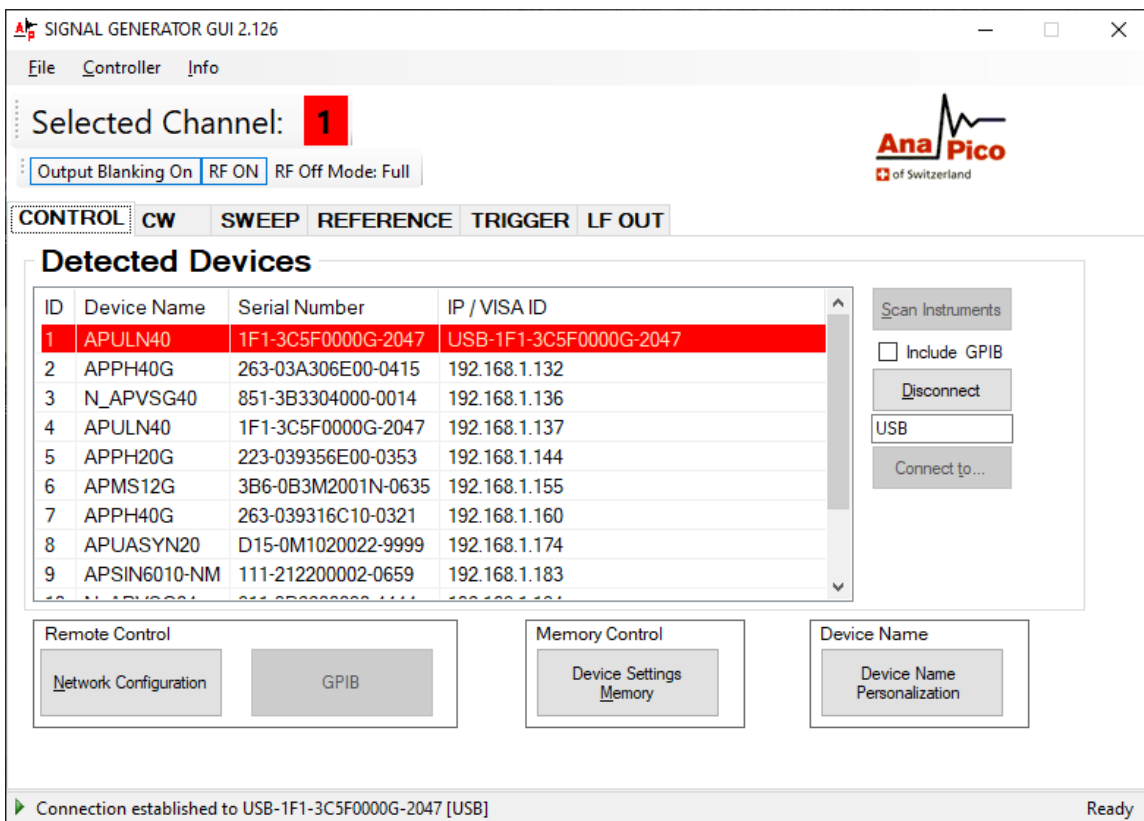 SIGNAL GENERATOR GUI 2.126
File Controller Info
Selected Channel: 1
AnaPico
of Switzerland
Output Blanking On RF ON RF Off Mode: Full
CONTROL CW SWEEP REFERENCE TRIGGER LF OUT
Detected Devices
ID Device Name Serial Number IP / VISA ID
1 APULN40 1F1-3C5F0000G-2047 USB-1F1-3C5F0000G-2047
2 APPH40G 263-03A306E00-0415 192.168.1.132
3 N_APVSG40 851-3B3304000-0014 192.168.1.136
4 APULN40 1F1-3C5F0000G-2047 192.168.1.137
5 APPH20G 223-039356E00-0353 192.168.1.144
6 APMS12G 3B6-0B3M2001N-0635 192.168.1.155
7 APPH40G 263-039316C10-0321 192.168.1.160
8 APUASYN20 D15-0M1020022-9999 192.168.1.174
9 APSIN6010-NM 111-212200002-0659 192.168.1.183
Scan Instruments
Include GPIB
Disconnect
USB
Connect to...
Remote Control
Network Configuration GPIB
Memory Control
Device Settings
Memory
Device Name
Device Name
Personalization
Connection established to USB-1F1-3C5F0000G-2047 [USB] Ready